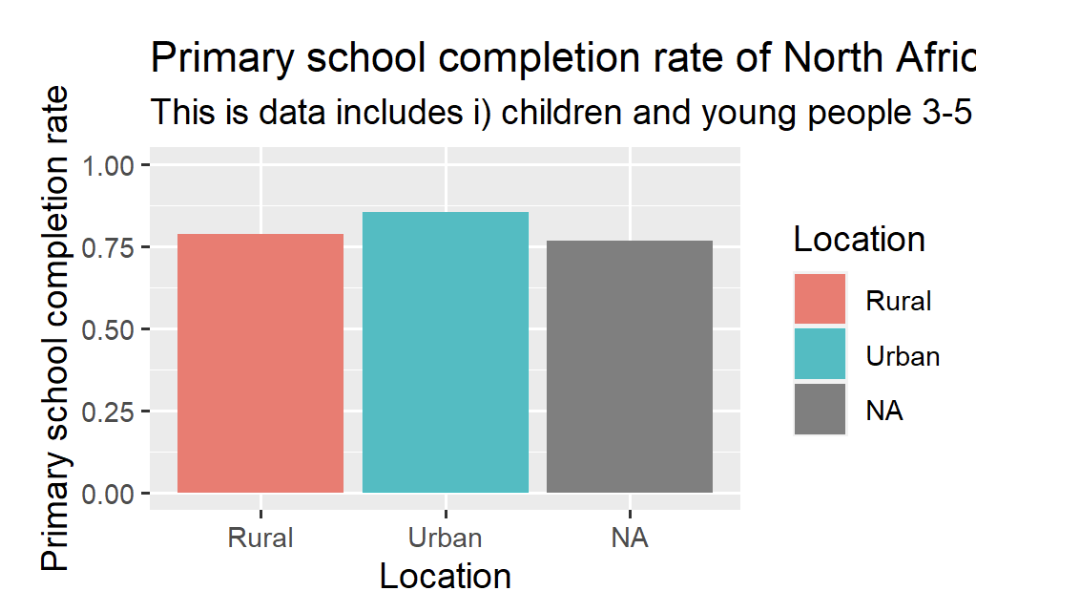 Primary school completion rate of North Afric
This is data includes i) children and young people 3-5
Primary school completion rate
1.00
0.75
0.50
0.25
0.00
Rural
Urban
NA
Location
Location
Rural
Urban
NA